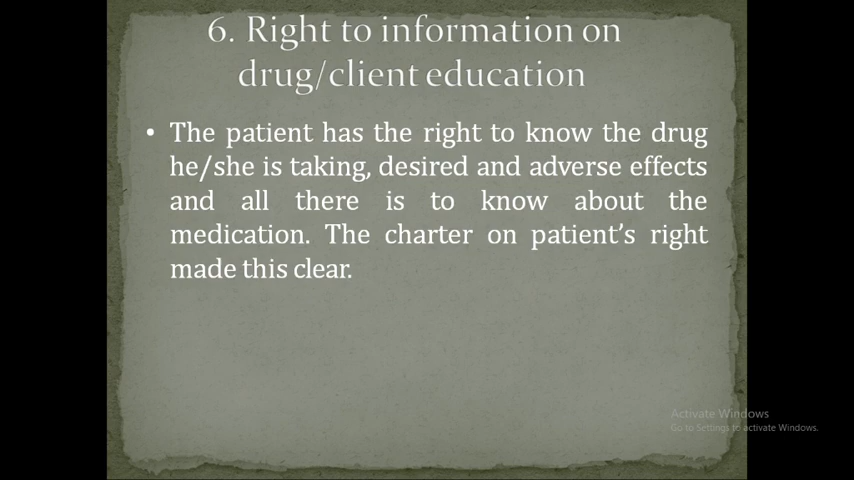 6. Right to information on
drug/client education
• The patient has the right to know the drug
he/she is taking, desired and adverse effects
and all there is to know about the
medication. The charter on patient’s right
made this clear.
Activate Windows
Go to Settings to activate Windows.